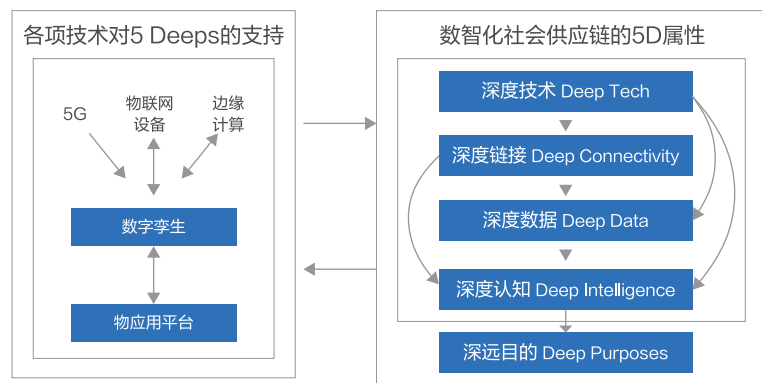 各项技术对5 Deeps的支持
5G
物联网
设备
边缘
计算
数字孪生
物应用平台
数智化社会供应链的5D属性
深度技术 Deep Tech
深度链接 Deep Connectivity
深度数据 Deep Data
深度认知 Deep Intelligence
深远目的 Deep Purposes